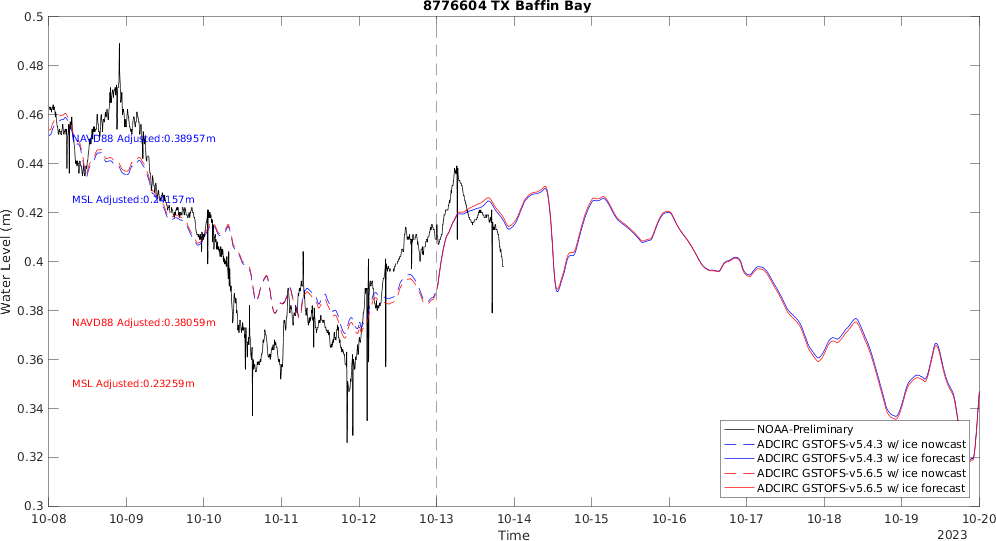 8776604 TX Baffin Bay
0.5
0.48
0.46
0.44
0.42
0.4
0.38
0.36
0.34
0.32
0.3
Water Level (m)
NAVD88 Adjusted:0.38957m
MSL Adjusted:0.24157m
NAVD88 Adjusted:0.38059m
MSL Adjusted:0.23259m
NOAA-Preliminary
ADCIRC GSTOFS-v5.4.3 w/ ice nowcast
ADCIRC GSTOFS-v5.4.3 w/ ice forecast
ADCIRC GSTOFS-v5.6.5 w/ ice nowcast
ADCIRC GSTOFS-v5.6.5 w/ ice forecast
10-08 10-09 10-10 10-11 10-12 10-13 10-14 10-15 10-16 10-17 10-18 10-19 10-20
Time
2023